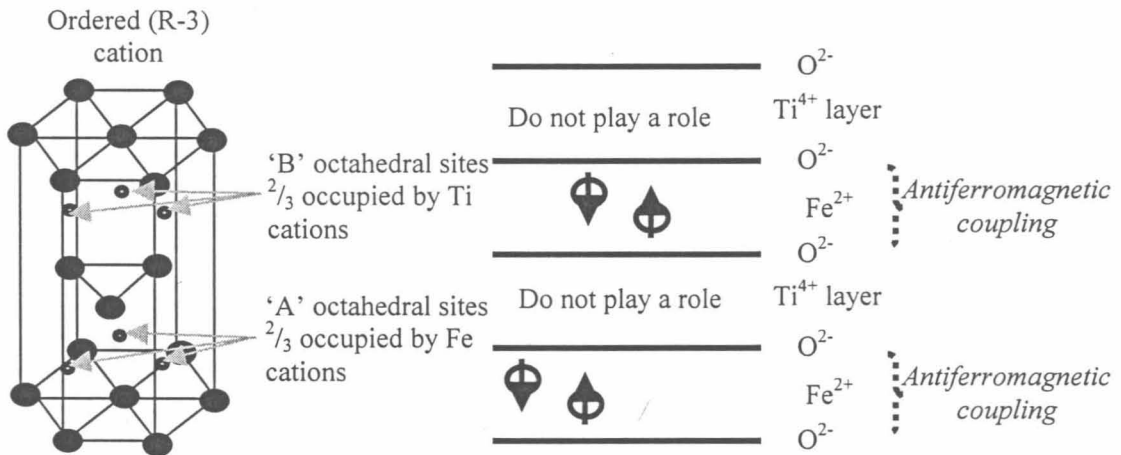 Ordered (R-3)
cation
‘B’ octahedral sites
²/₃ occupied by Ti
cations
‘A’ octahedral sites
²/₃ occupied by Fe
cations
O²⁻
Do not play a role
Ti⁴⁺ layer
O²⁻
Fe²⁺
Antiferromagnetic
coupling
O²⁻
Do not play a role
Ti⁴⁺ layer
O²⁻
Fe²⁺
Antiferromagnetic
coupling
O²⁻